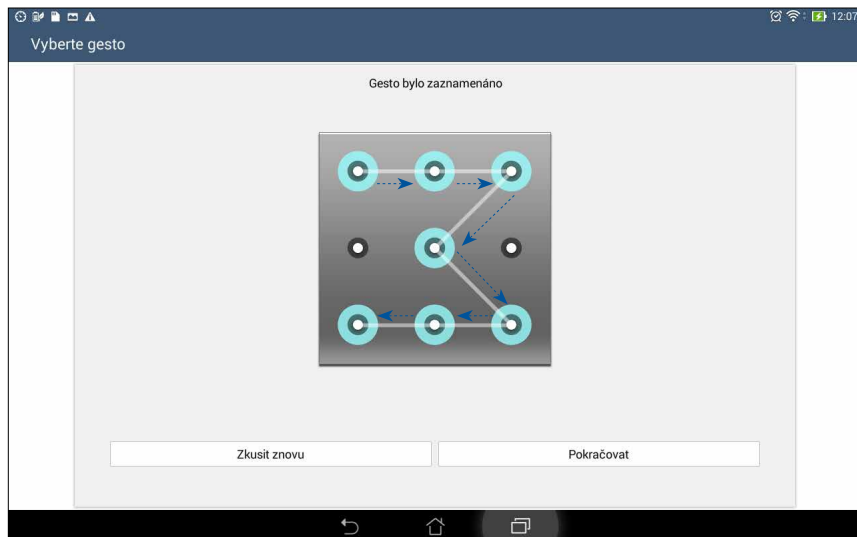 12:07
Vyberte gesto
Gesto bylo zaznamenáno
Zkusit znovu
Pokračovat